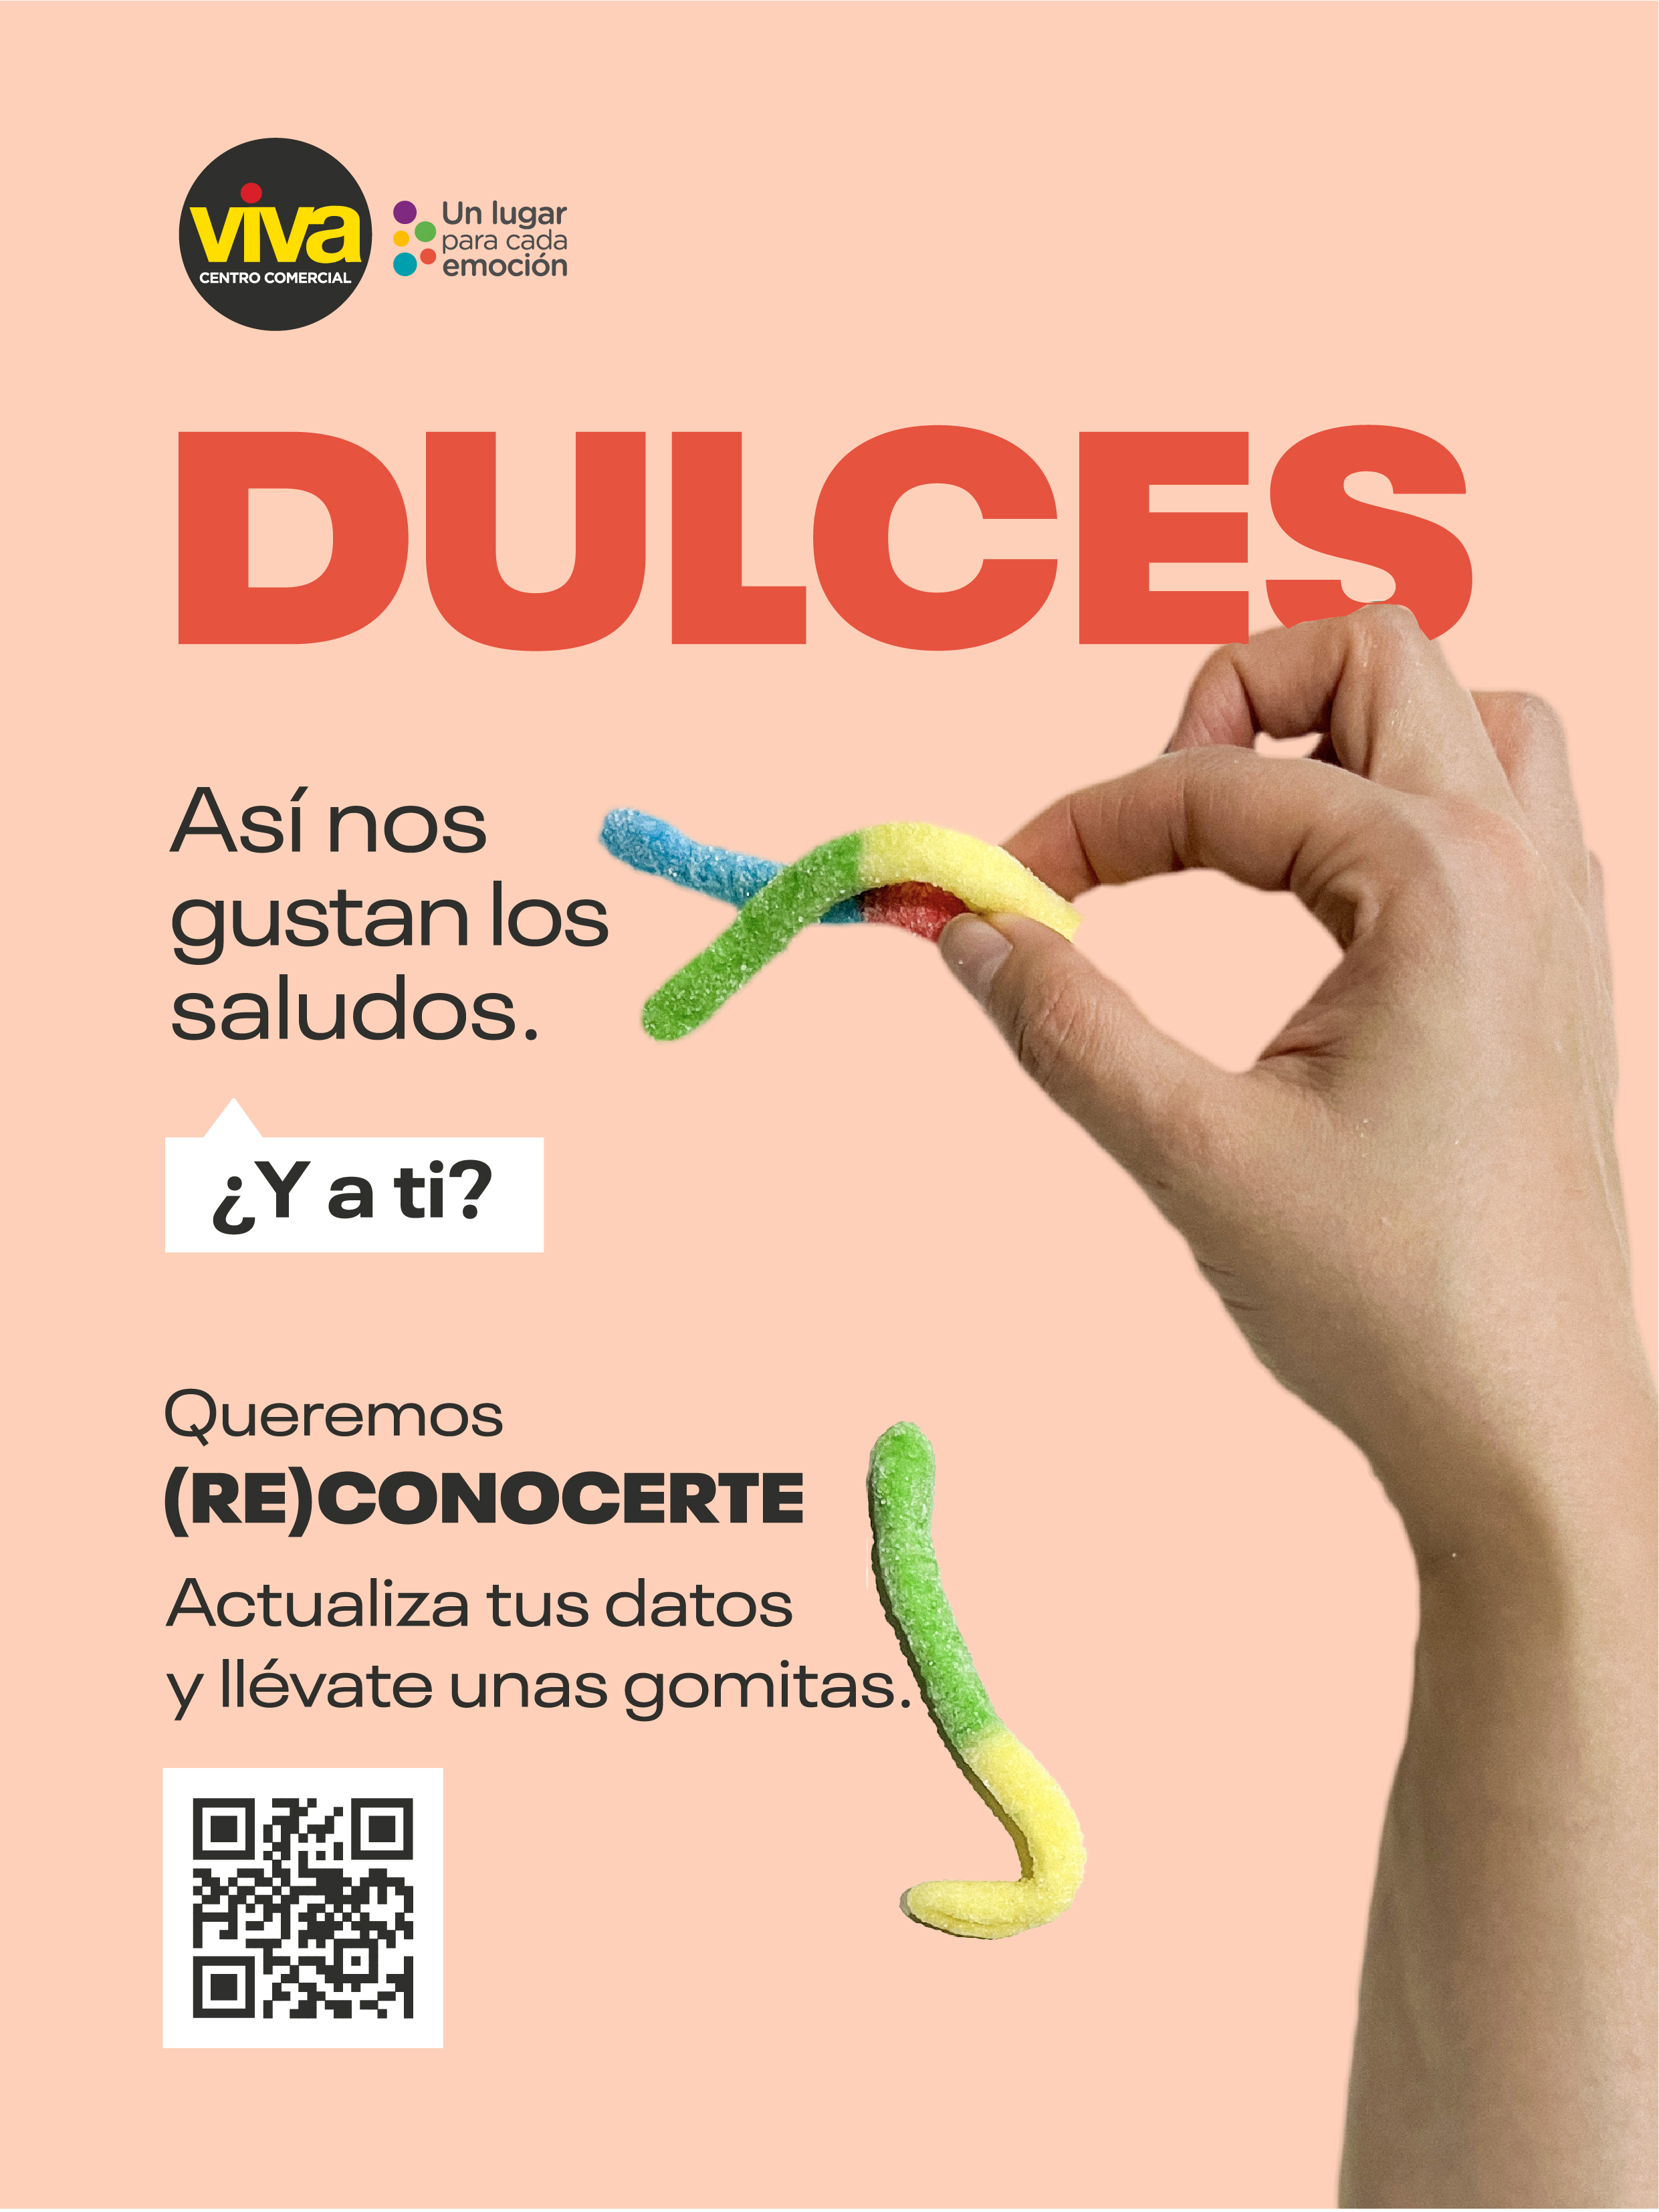 viva
CENTRO COMERCIAL
Un lugar
para cada
emoción
DULCES
Así nos
gustan los
saludos.
¿Y a ti?
Queremos
(RE)CONOCERTE
Actualiza tus datos
y llévate unas gomitas.